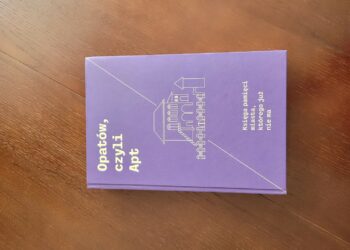 Opatów,
czyli
Apt
Księga pamięci
miasta,
którego już
nie ma